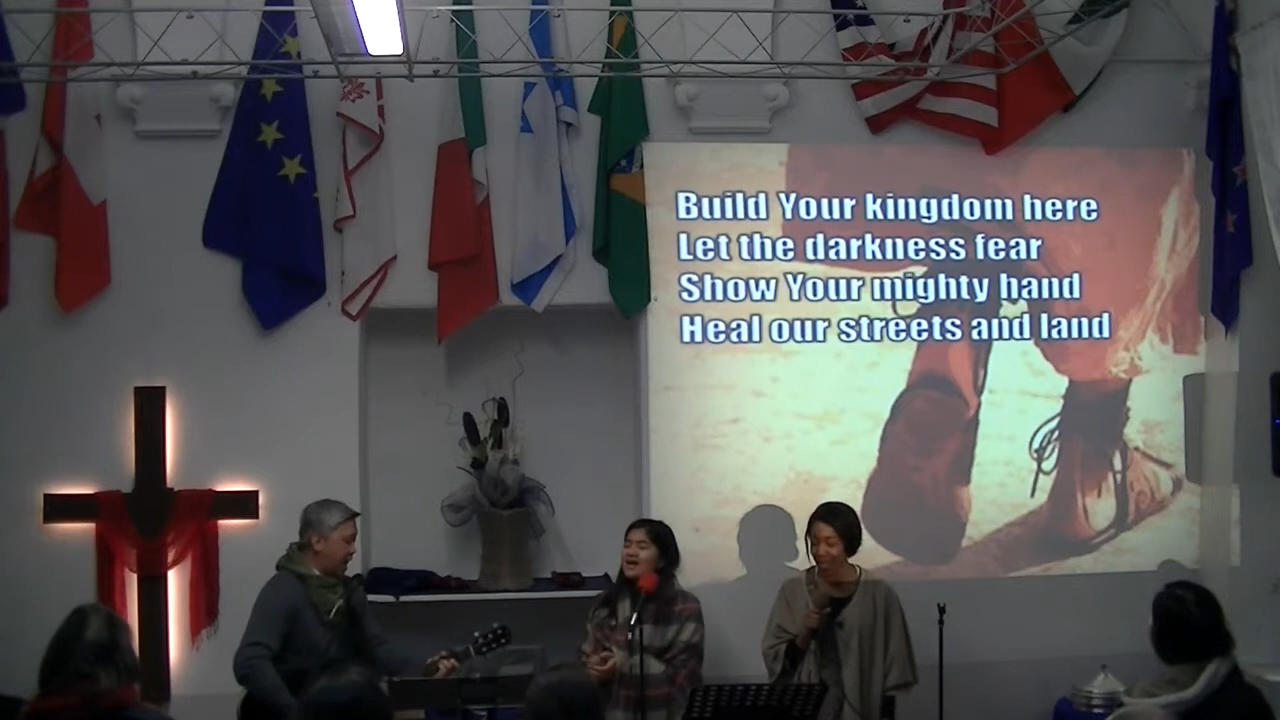 Build Your kingdom here
Let the darkness fear
Show Your mighty hand
Heal our streets and land